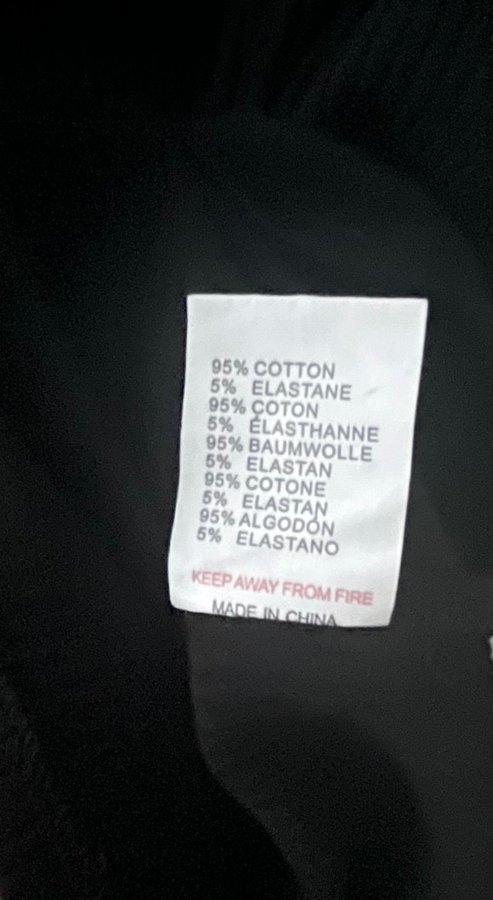 95% COTTON
5% ELASTANE
95% COTON
5% ÉLASTHANNE
95% BAUMWOLLE
5% ELASTAN
95% COTONE
5% ELASTAN
95% ALGODÓN
5% ELASTANO
KEEP AWAY FROM FIRE
MADE IN CHINA